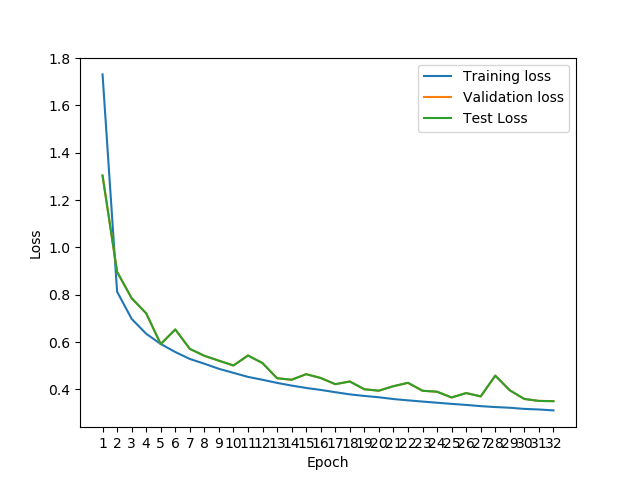 1.8
1.6
1.4
1.2
1.0
0.8
0.6
0.4
Loss
Training loss
Validation loss
Test Loss
1 2 3 4 5 6 7 8 9 10 11 12 13 14 15 16 17 18 19 20 21 22 23 24 25 26 27 28 29 30 31 32
Epoch